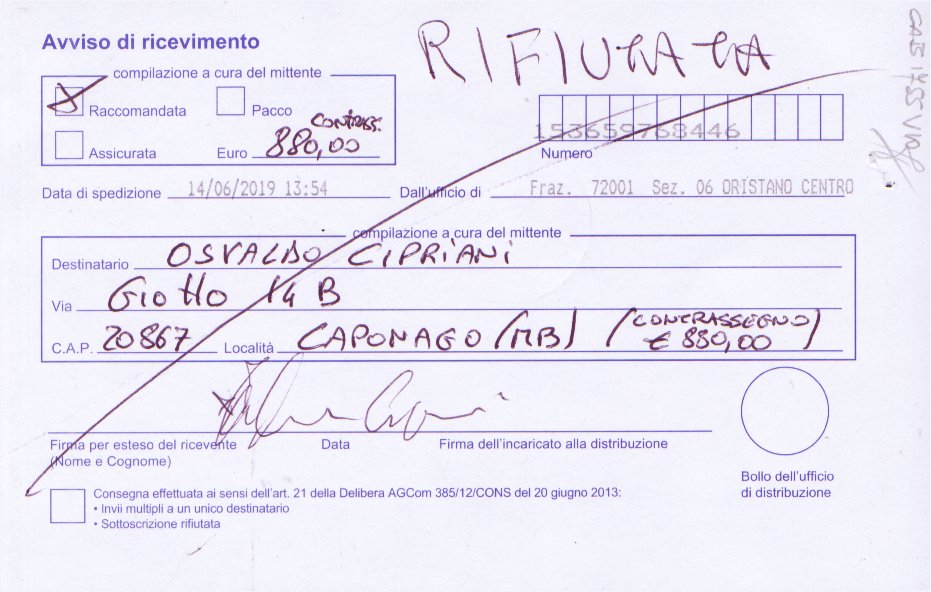 Avviso di ricevimento
RIFIUTATA
compilazione a cura del mittente
Raccomandata
Pacco
CONTRASS.
Assicurata
Euro 880,00
153659768446
Numero
Data di spedizione 14/06/2019 13:54 Dall'ufficio di Fraz. 72001 Sez. 06 ORISTANO CENTRO
compilazione a cura del mittente
Destinatario OSVALDO CIPRIANI
Via Giotto 14 B
C.A.P. 20867 Località CAPONAGO (MB) (CONTRASSEGNO
€ 880,00)
Firma per esteso del ricevente
(Nome e Cognome)
Data
Firma dell'incaricato alla distribuzione
Bollo dell'ufficio
di distribuzione
Consegna effettuata ai sensi dell'art. 21 della Delibera AGCom 385/12/CONS del 20 giugno 2013:
• Invii multipli a un unico destinatario
• Sottoscrizione rifiutata